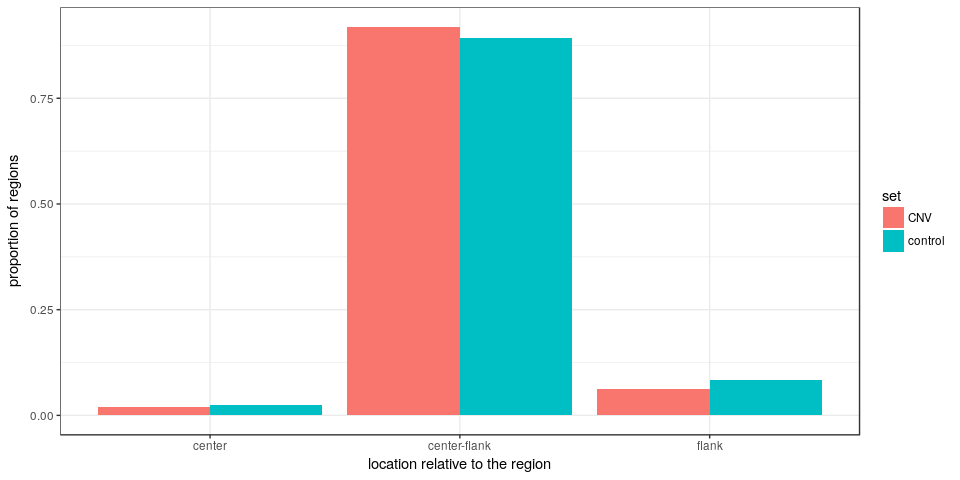 proportion of regions
0.75
0.50
0.25
0.00
center
center-flank
flank
location relative to the region
set
CNV
control